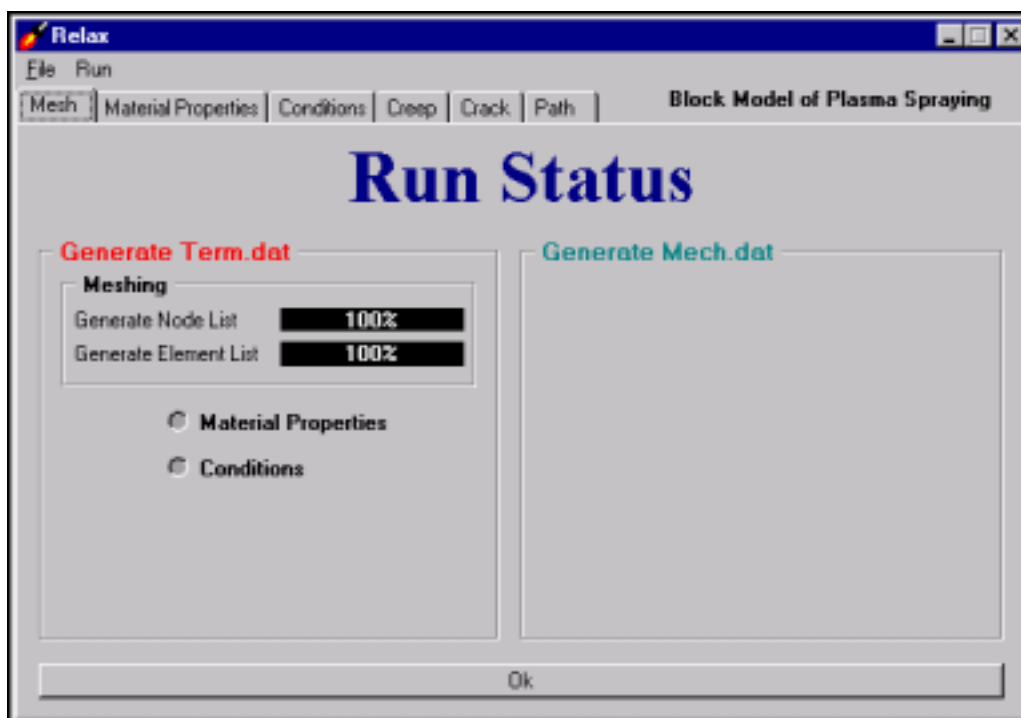 Relax
File Run
Mesh Material Properties Conditions Creep Crack Path Block Model of Plasma Spraying
Run Status
Generate Term.dat
Meshing
Generate Node List 100%
Generate Element List 100%
Material Properties
Conditions
Generate Mech.dat
Ok